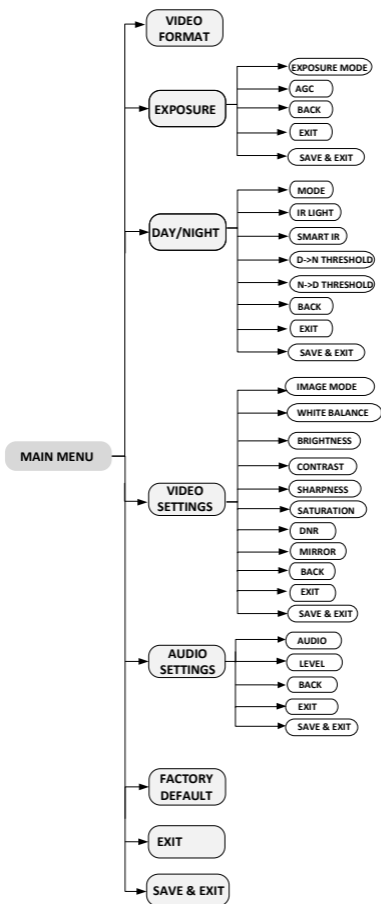 VIDEO
FORMAT
EXPOSURE MODE
AGC
EXPOSURE
BACK
EXIT
SAVE & EXIT
MODE
IR LIGHT
SMART IR
DAY/NIGHT
D->N THRESHOLD
N->D THRESHOLD
BACK
EXIT
SAVE & EXIT
IMAGE MODE
WHITE BALANCE
BRIGHTNESS
MAIN MENU
CONTRAST
VIDEO
SETTINGS
SHARPNESS
SATURATION
DNR
MIRROR
BACK
EXIT
SAVE & EXIT
AUDIO
AUDIO
SETTINGS
LEVEL
BACK
EXIT
SAVE & EXIT
FACTORY
DEFAULT
EXIT
SAVE & EXIT